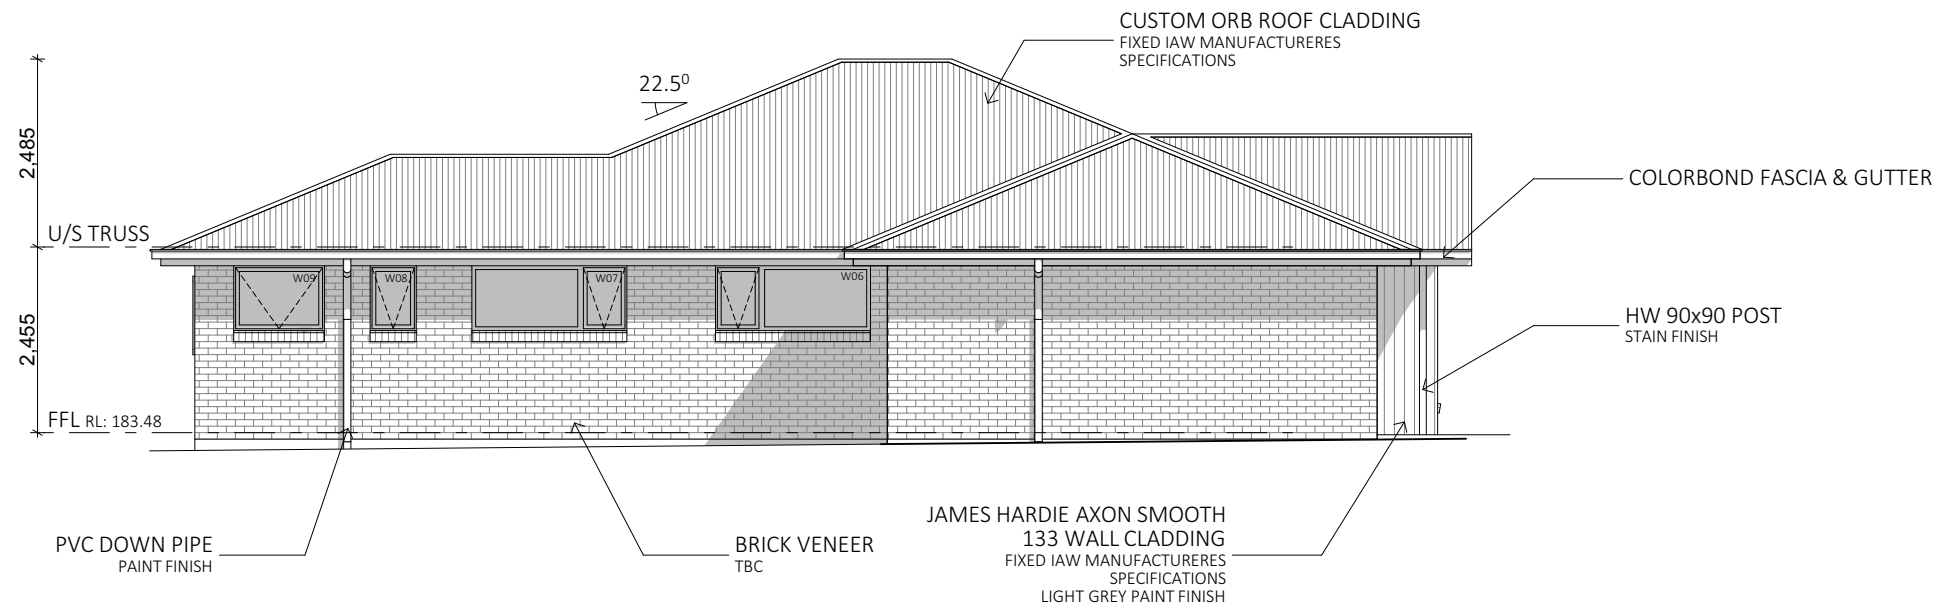 CUSTOM ORB ROOF CLADDING
FIXED IAW MANUFACTURERES
SPECIFICATIONS
22.5⁰
2,485
COLORBOND FASCIA & GUTTER
U/S TRUSS
W09
W08
W07
W06
HW 90x90 POST
STAIN FINISH
2,455
FFL RL: 183.48
JAMES HARDIE AXON SMOOTH
133 WALL CLADDING
FIXED IAW MANUFACTURERES
SPECIFICATIONS
LIGHT GREY PAINT FINISH
PVC DOWN PIPE
PAINT FINISH
BRICK VENEER
TBC